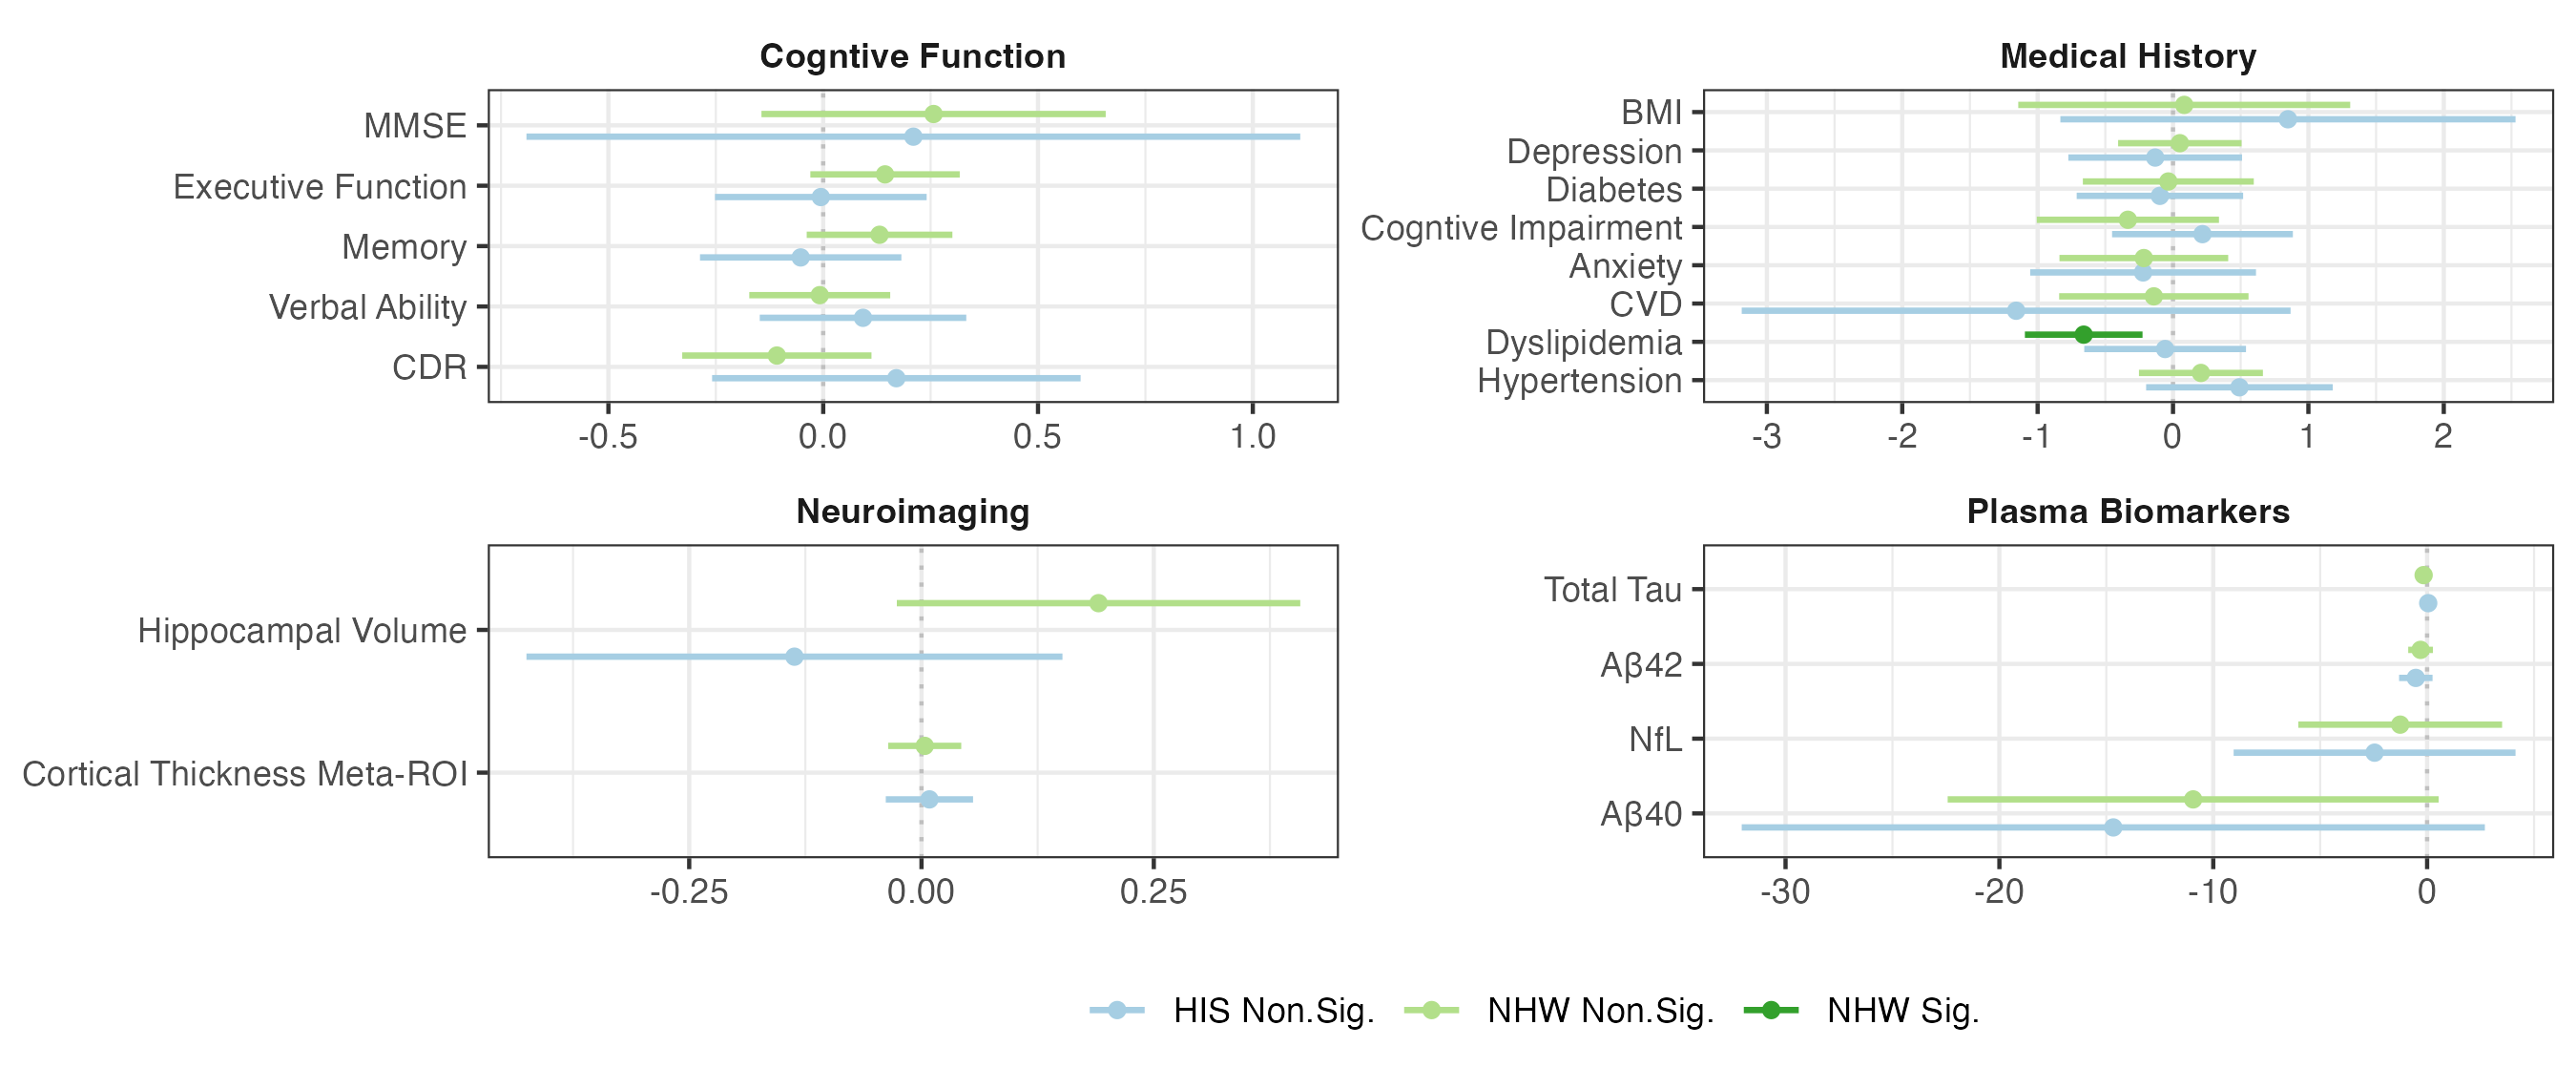 Cogntive Function
MMSE
Executive Function
Memory
Verbal Ability
CDR
-0.5 0.0 0.5 1.0
Medical History
BMI
Depression
Diabetes
Cogntive Impairment
Anxiety
CVD
Dyslipidemia
Hypertension
-3 -2 -1 0 1 2
Neuroimaging
Hippocampal Volume
Cortical Thickness Meta-ROI
-0.25 0.00 0.25
Plasma Biomarkers
Total Tau
Aβ42
NfL
Aβ40
-30 -20 -10 0
HIS Non.Sig. NHW Non.Sig. NHW Sig.